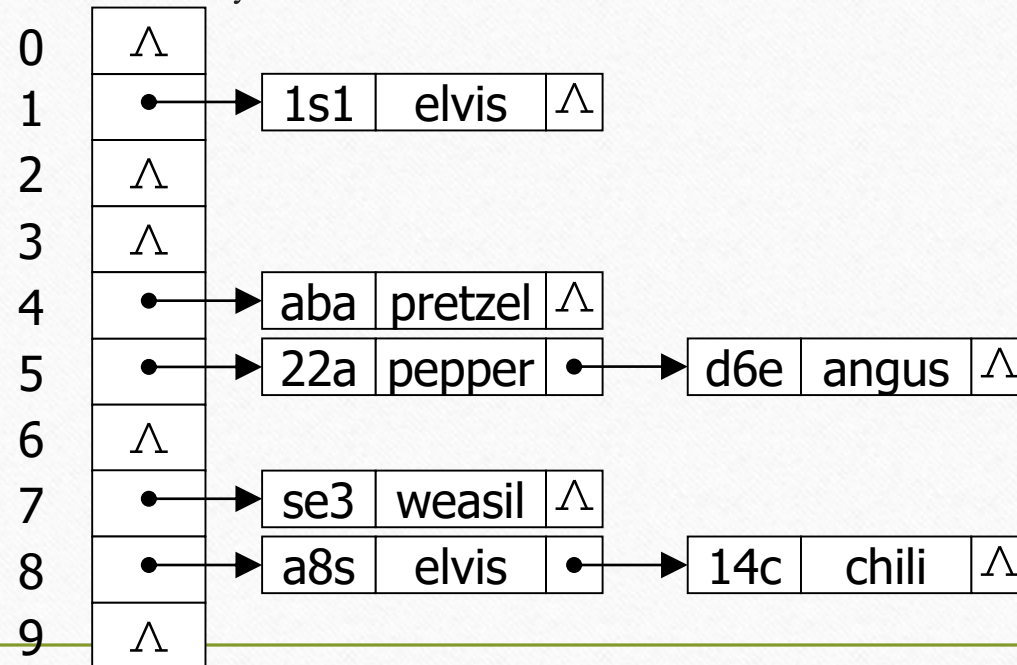 0 Λ
1 1s1 elvis Λ
2 Λ
3 Λ
4 aba pretzel Λ
5 22a pepper d6e angus Λ
6 Λ
7 se3 weasil Λ
8 a8s elvis 14c chili Λ
9 Λ